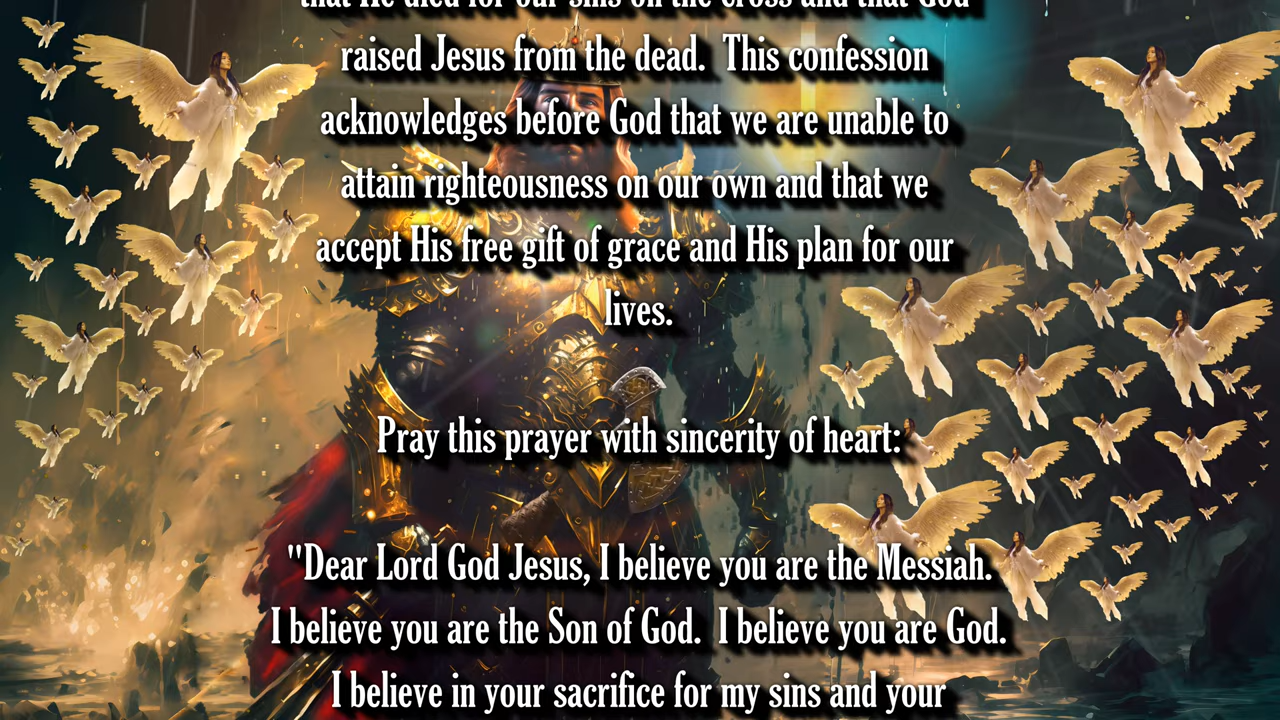 that He died for our sins on the cross and that God
raised Jesus from the dead.  This confession
acknowledges before God that we are unable to
attain righteousness on our own and that we
accept His free gift of grace and His plan for our
lives.
Pray this prayer with sincerity of heart:
"Dear Lord God Jesus, I believe you are the Messiah.
I believe you are the Son of God.  I believe you are God.
I believe in your sacrifice for my sins and your